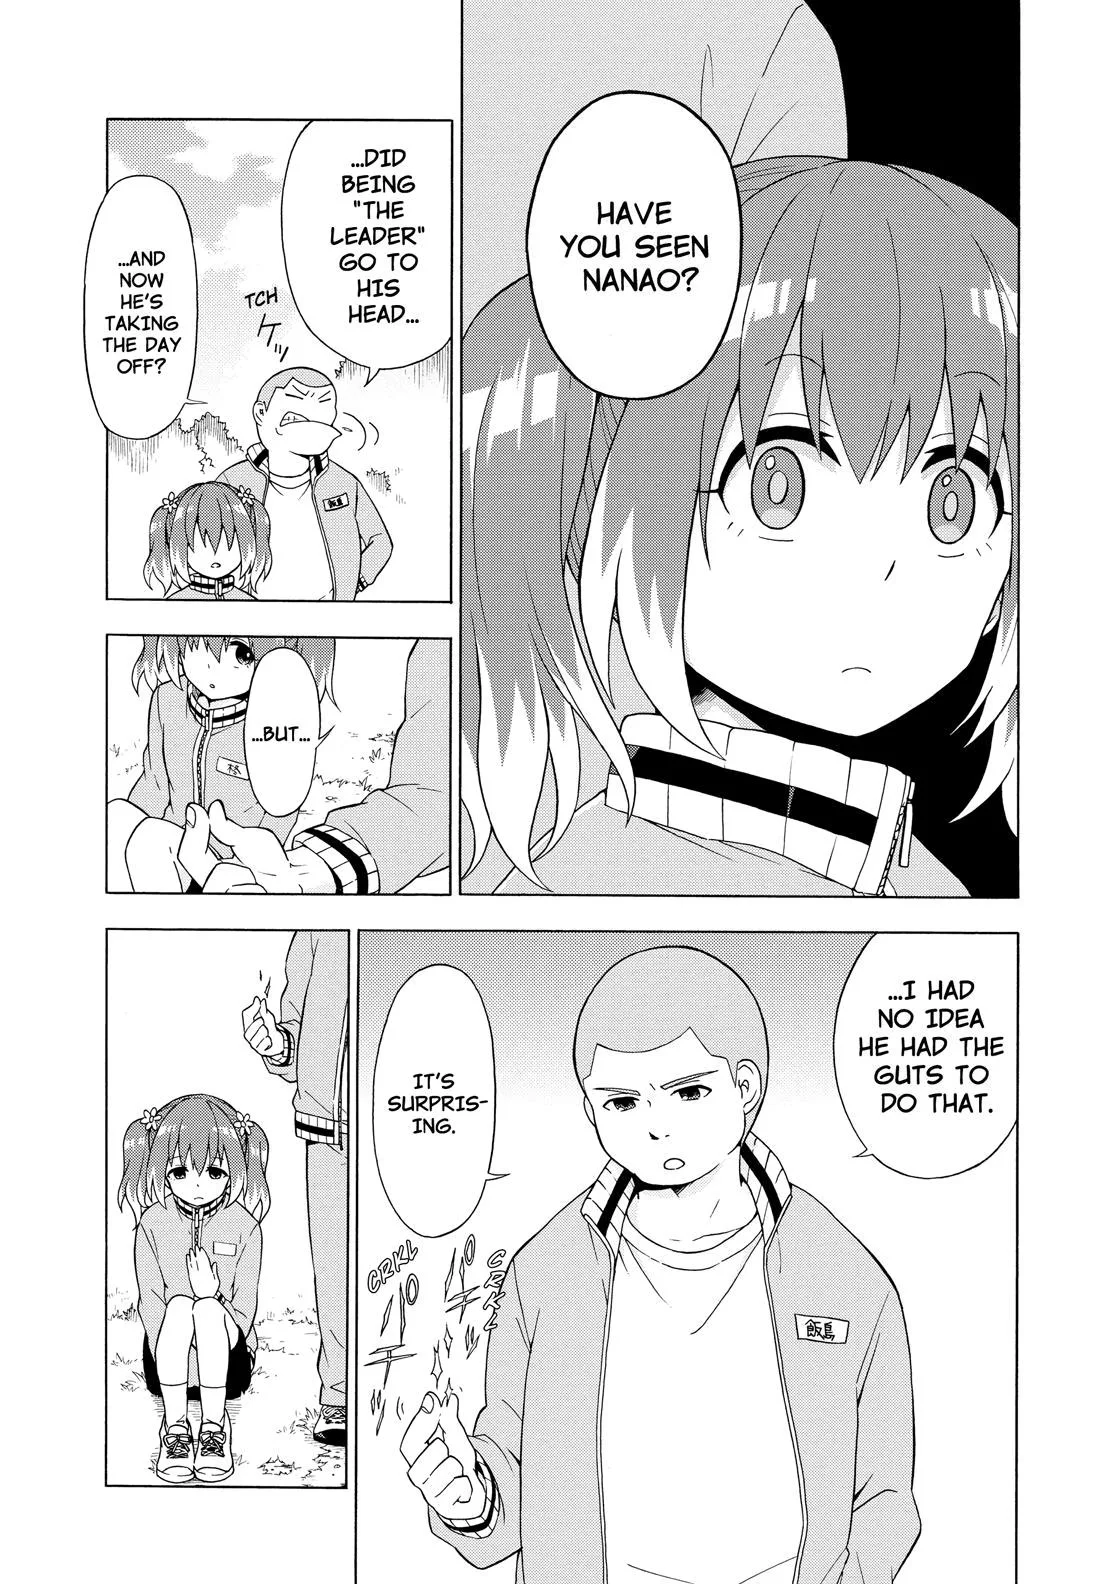 HAVE
YOU SEEN
NANAO?
...DID
BEING
"THE
LEADER"
GO TO
HIS
HEAD...
TCH
ケッ
...AND
NOW
HE'S
TAKING
THE DAY
OFF?
飯島
...BUT...
...I HAD
NO IDEA
HE HAD THE
GUTS TO
DO THAT.
IT'S
SURPRIS-
ING.
CRKL
CRKL
飯島